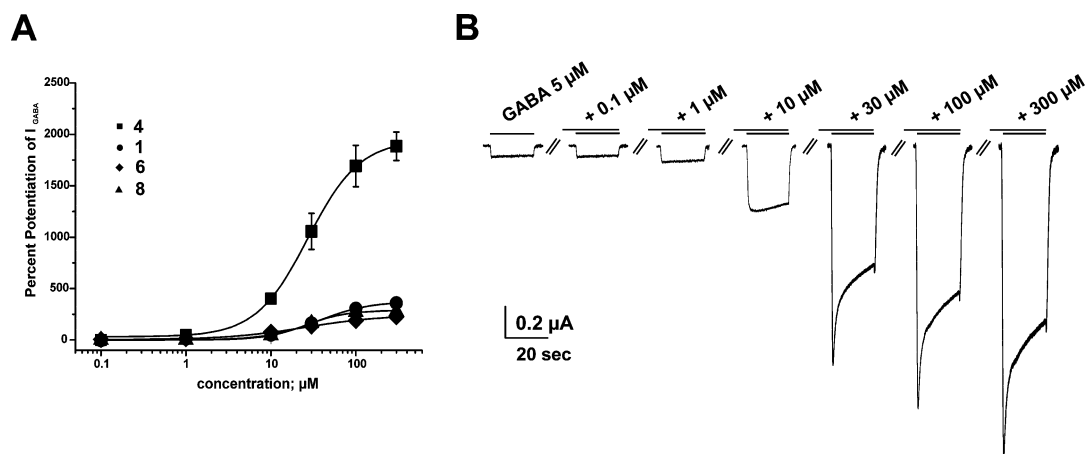 A
Percent Potentiation of I GABA
2500
2000
1500
1000
500
0
4
1
6
8
0.1
1
10
100
concentration; µM
B
GABA 5 µM
+ 0.1 µM
+ 1 µM
+ 10 µM
+ 30 µM
+ 100 µM
+ 300 µM
0.2 µA
20 sec